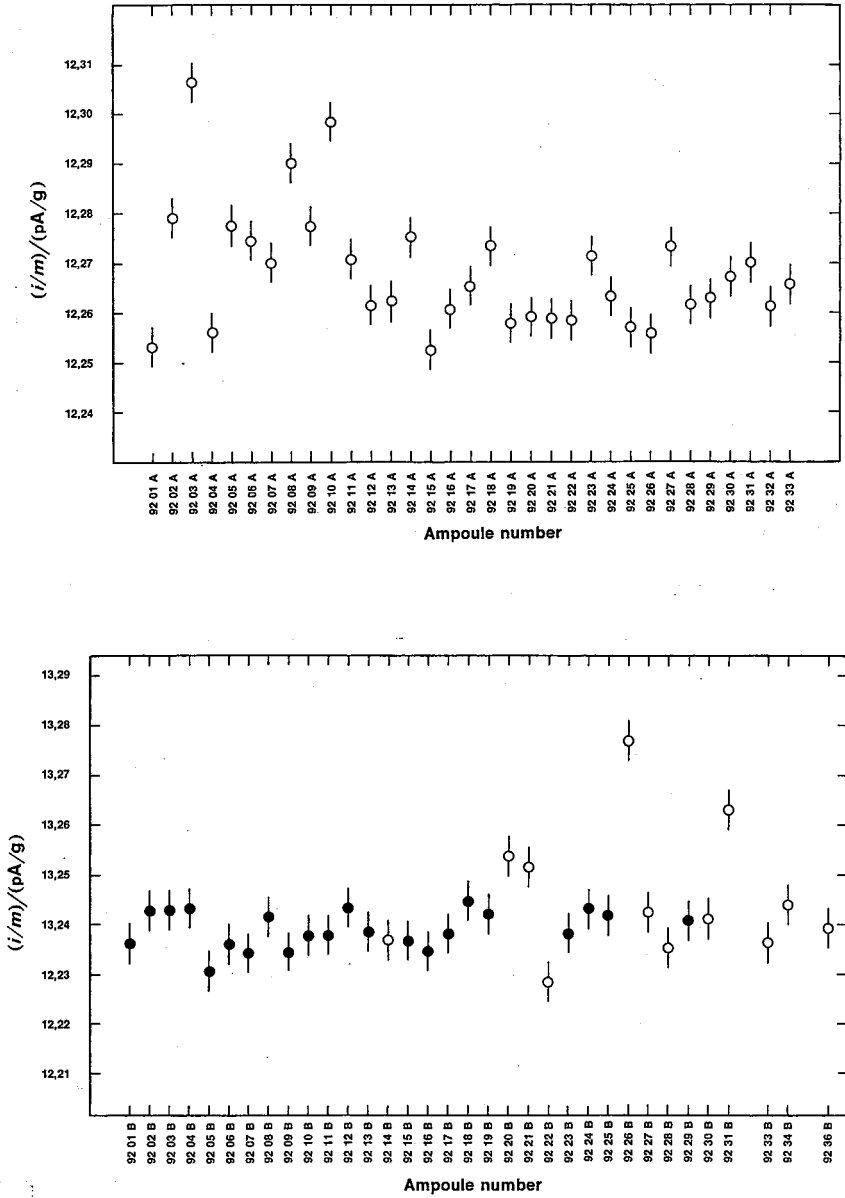 12,31
12,30
12,29
12,28
12,27
12,26
12,25
12,24
(i/m)/(pA/g)
92 01 A
92 02 A
92 03 A
92 04 A
92 05 A
92 06 A
92 07 A
92 08 A
92 09 A
92 10 A
92 11 A
92 12 A
92 13 A
92 14 A
92 15 A
92 16 A
92 17 A
92 18 A
92 19 A
92 20 A
92 21 A
92 22 A
92 23 A
92 24 A
92 25 A
92 26 A
92 27 A
92 28 A
92 29 A
92 30 A
92 31 A
92 32 A
92 33 A
Ampoule number
13,29
13,28
13,27
13,26
13,25
12,24
12,23
12,22
12,21
(i/m)/(pA/g)
92 01 B
92 02 B
92 03 B
92 04 B
92 05 B
92 06 B
92 07 B
92 08 B
92 09 B
92 10 B
92 11 B
92 12 B
92 13 B
92 14 B
92 15 B
92 16 B
92 17 B
92 18 B
92 19 B
92 20 B
92 21 B
92 22 B
92 23 B
92 24 B
92 25 B
92 26 B
92 27 B
92 28 B
92 29 B
92 30 B
92 31 B
92 33 B
92 34 B
92 36 B
Ampoule number